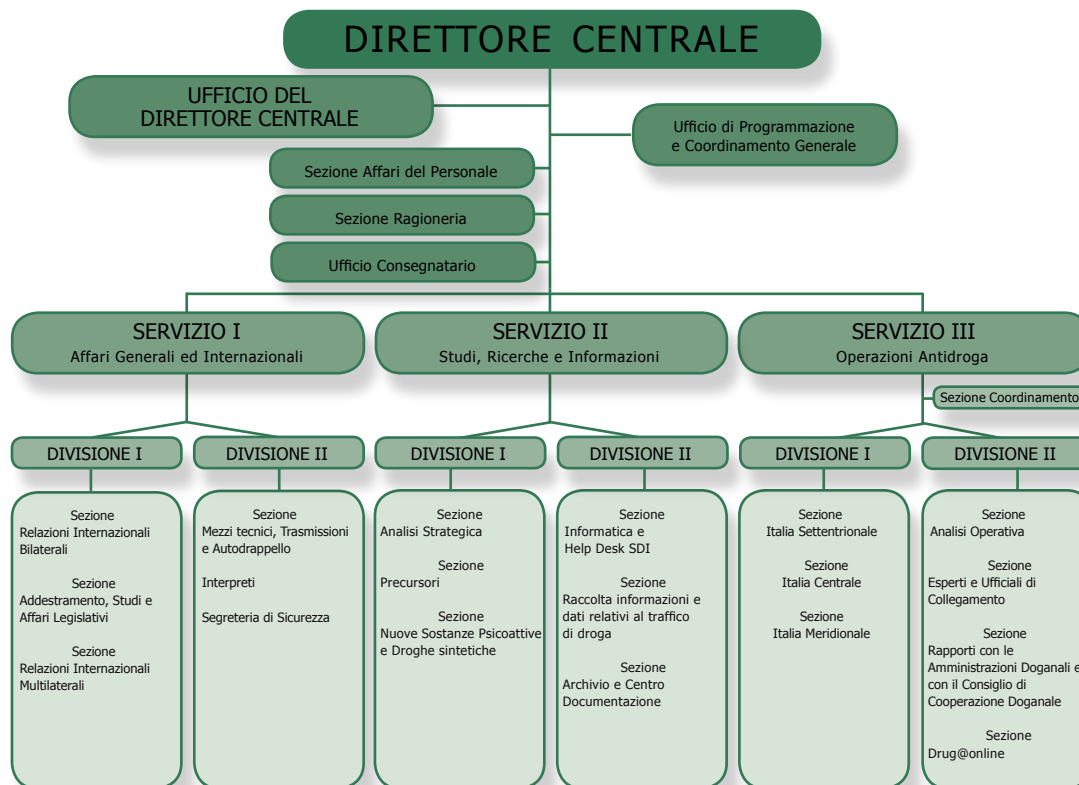 DIRETTORE CENTRALE
UFFICIO DEL
DIRETTORE CENTRALE
Ufficio di Programmazione
e Coordinamento Generale
Sezione Affari del Personale
Sezione Ragioneria
Ufficio Consegnatario
SERVIZIO I
Affari Generali ed Internazionali
SERVIZIO II
Studi, Ricerche e Informazioni
SERVIZIO III
Operazioni Antidroga
Sezione Coordinamento
DIVISIONE I
Sezione
Relazioni Internazionali
Bilaterali
Sezione
Addestramento, Studi e
Affari Legislativi
Sezione
Relazioni Internazionali
Multilaterali
DIVISIONE II
Sezione
Mezzi tecnici, Trasmissioni
e Autodrappello
Interpreti
Segreteria di Sicurezza
DIVISIONE I
Sezione
Analisi Strategica
Sezione
Precursori
Sezione
Nuove Sostanze Psicoattive
e Droghe sintetiche
DIVISIONE II
Sezione
Informatica e
Help Desk SDI
Sezione
Raccolta informazioni e
dati relativi al traffico
di droga
Sezione
Archivio e Centro
Documentazione
DIVISIONE I
Sezione
Italia Settentrionale
Sezione
Italia Centrale
Sezione
Italia Meridionale
DIVISIONE II
Sezione
Analisi Operativa
Sezione
Esperti e Ufficiali di
Collegamento
Sezione
Rapporti con le
Amministrazioni Doganali e
con il Consiglio di
Cooperazione Doganale
Sezione
Drug@online